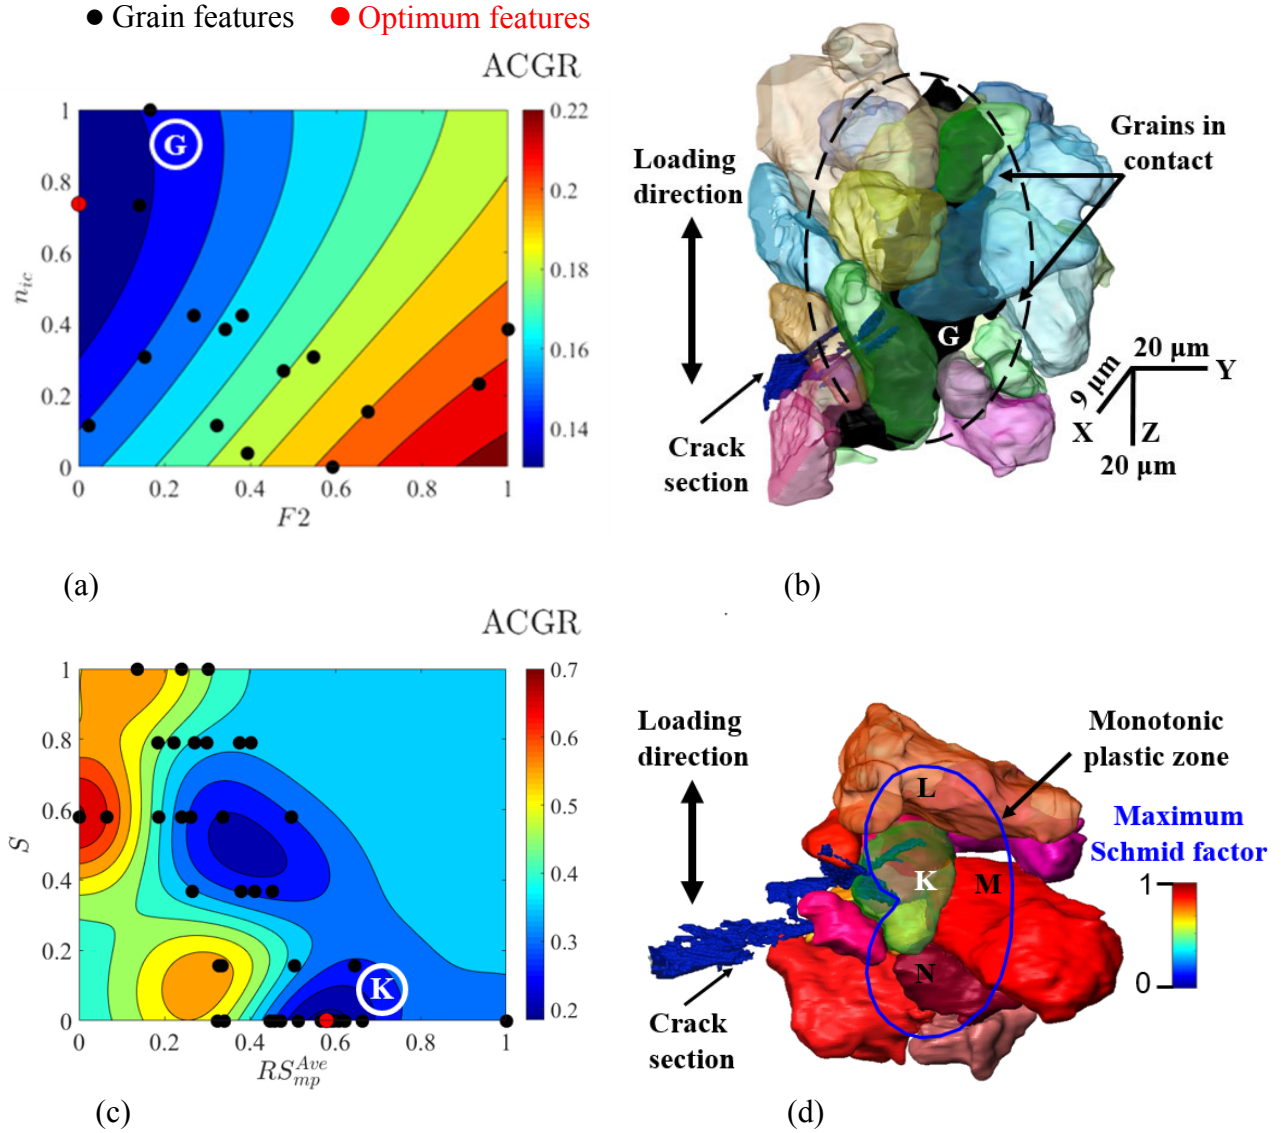 Grain features
Optimum features
ACGR
1
0.8
0.6
0.4
0.2
0
n_{ic}
0
0.2
0.4
0.6
0.8
1
F2
G
0.22
0.2
0.18
0.16
0.14
(a)
Loading
direction
Grains in
contact
G
Crack
section
20 µm
Y
9 µm
X
Z
20 µm
(b)
ACGR
1
0.8
0.6
0.4
0.2
0
S
0
0.2
0.4
0.6
0.8
1
RS_{mp}^{Ave}
K
0.7
0.6
0.5
0.4
0.3
0.2
(c)
Loading
direction
Monotonic
plastic zone
L
K
M
N
Maximum
Schmid factor
1
0
Crack
section
(d)